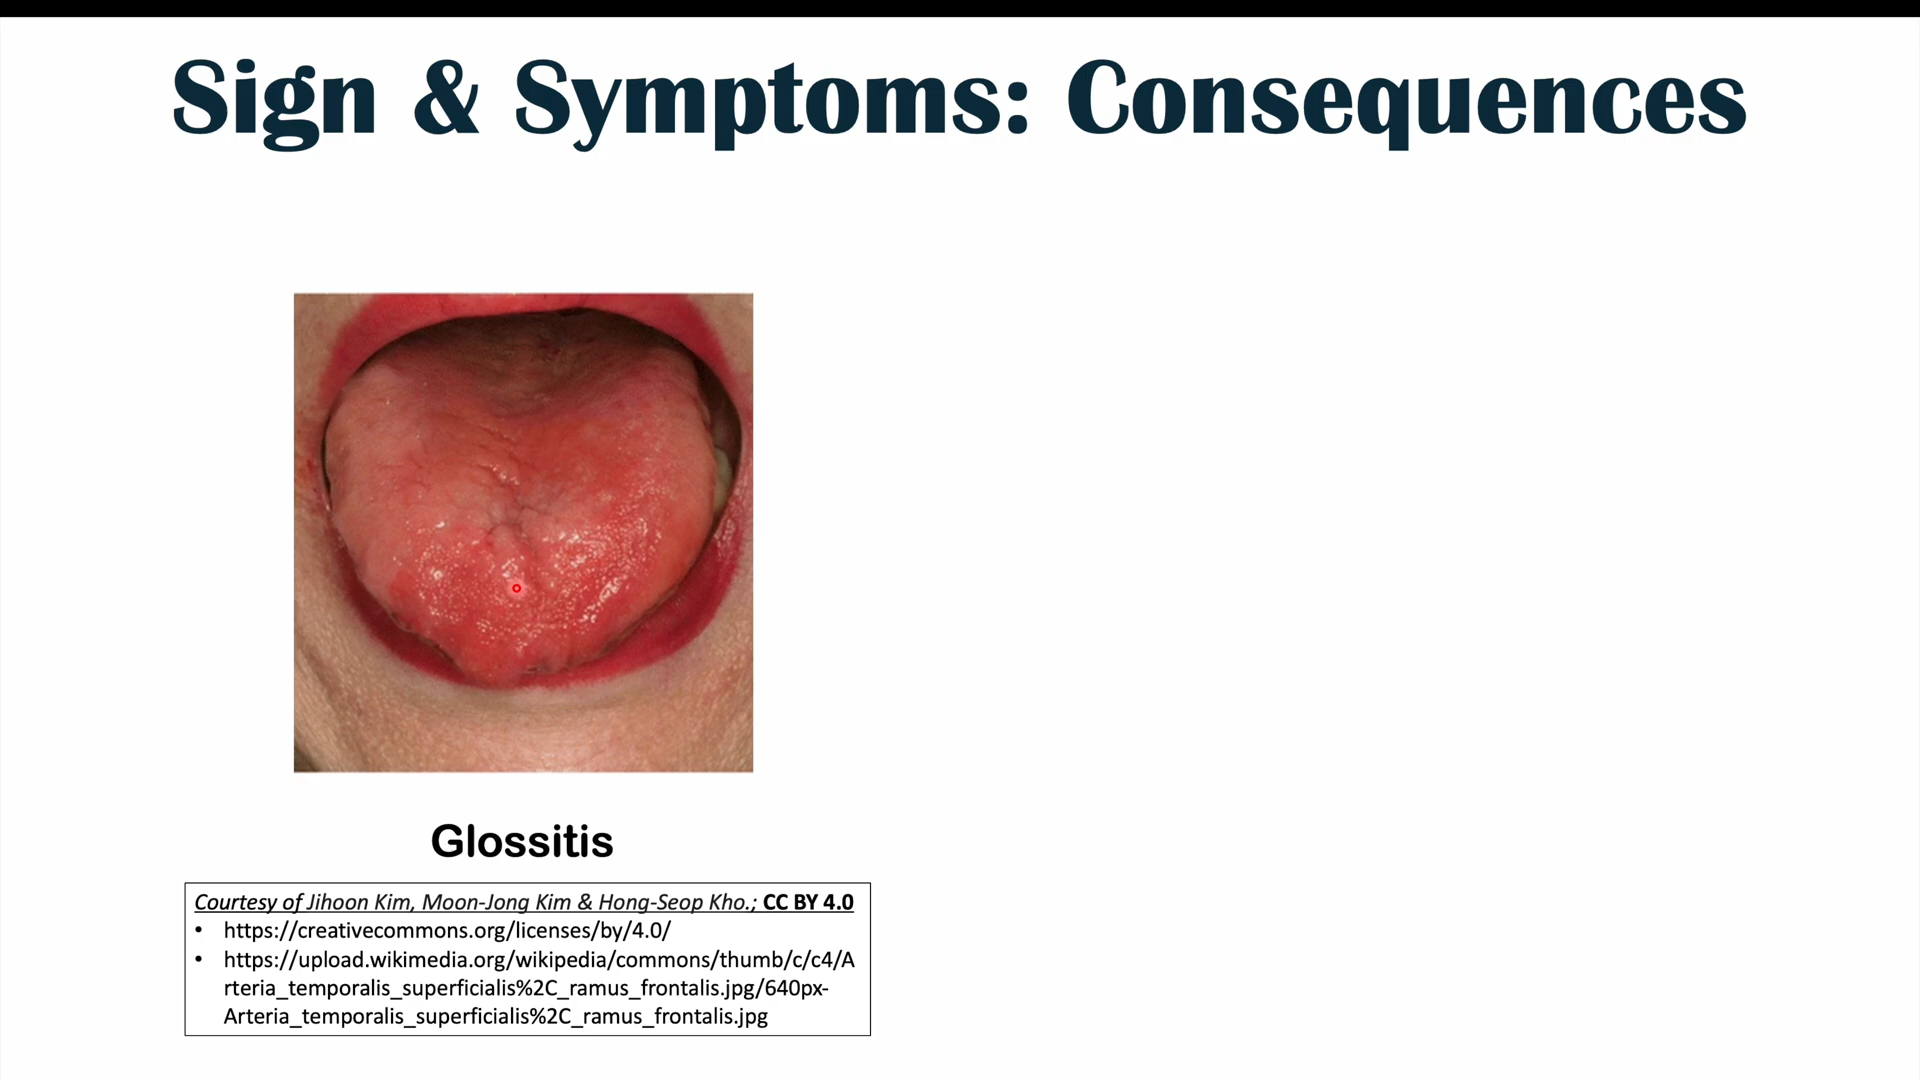 Sign & Symptoms: Consequences
Glossitis
Courtesy of Jihoon Kim, Moon-Jong Kim & Hong-Seop Kho.; CC BY 4.0
• https://creativecommons.org/licenses/by/4.0/
• https://upload.wikimedia.org/wikipedia/commons/thumb/c/c4/A
rteria_temporalis_superficialis%2C_ramus_frontalis.jpg/640px-
Arteria_temporalis_superficialis%2C_ramus_frontalis.jpg